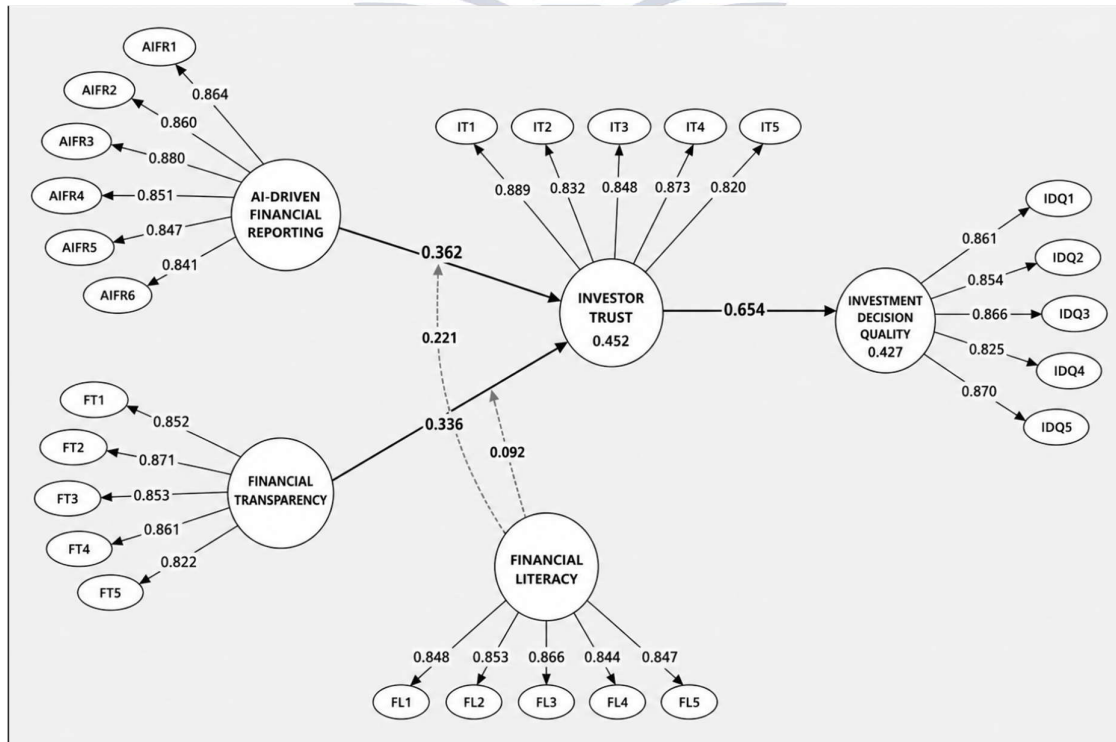 AIFR1
0.864
AIFR2
0.860
AIFR3
0.880
AIFR4
0.851
AIFR5
0.847
AIFR6
0.841
AI-DRIVEN
FINANCIAL
REPORTING
0.362
IT1
IT2
IT3
IT4
IT5
0.889
0.832
0.848
0.873
0.820
INVESTOR
TRUST
0.452
0.654
INVESTMENT
DECISION
QUALITY
0.427
IDQ1
0.861
IDQ2
0.854
IDQ3
0.866
IDQ4
0.825
IDQ5
0.870
0.221
0.336
0.092
FT1
0.852
FT2
0.871
FT3
0.853
FT4
0.861
FT5
0.822
FINANCIAL
TRANSPARENCY
FINANCIAL
LITERACY
0.848
0.853
0.866
0.844
0.847
FL1
FL2
FL3
FL4
FL5